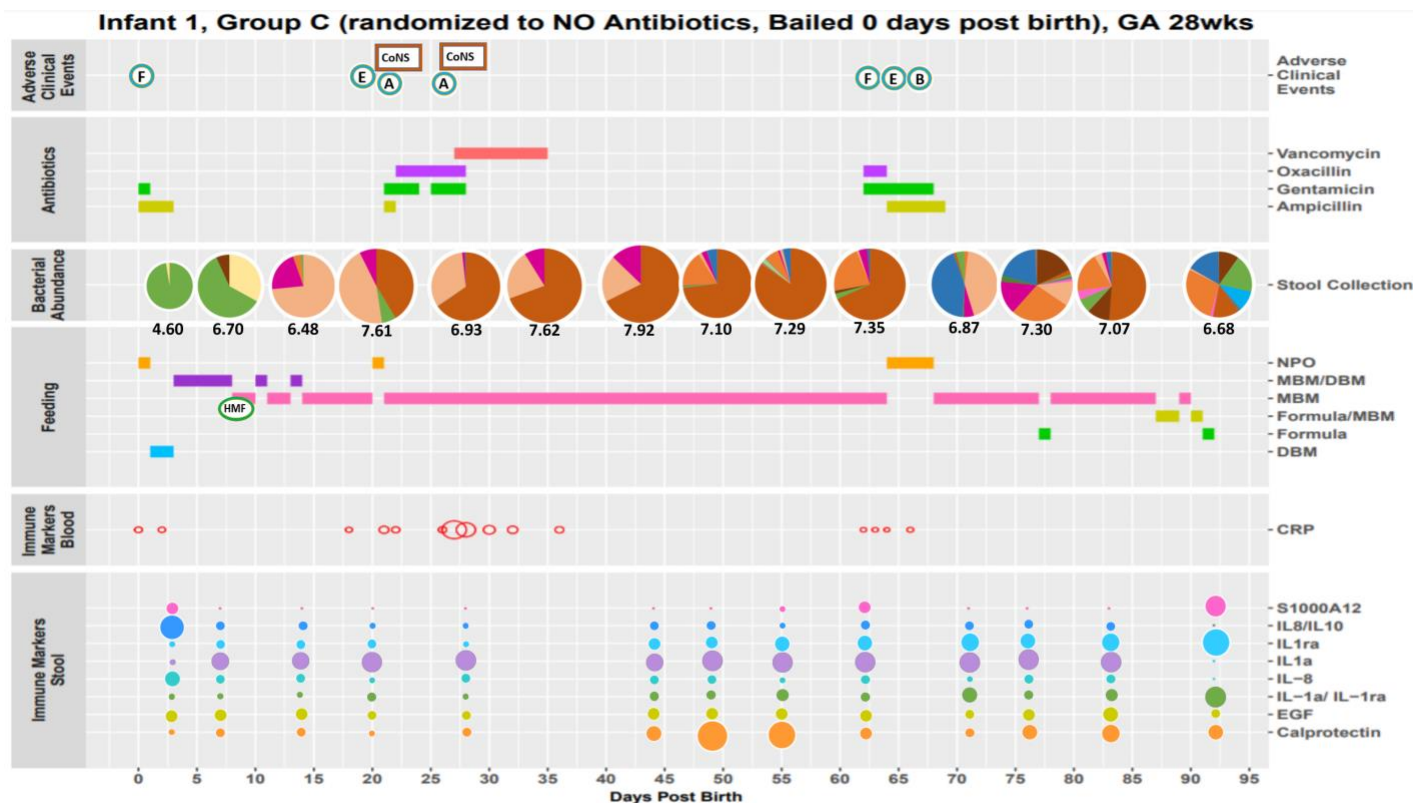 Infant 1, Group C (randomized to NO Antibiotics, Bailed 0 days post birth), GA 28wks
Adverse
Clinical
Events
F
E
CoNS
A
CoNS
A
F
E
B
Adverse
Clinical
Events
Antibiotics
Vancomycin
Oxacillin
Gentamicin
Ampicillin
Bacterial
Abundance
Stool Collection
4.60 6.70 6.48 7.61 6.93 7.62 7.92 7.10 7.29 7.35 6.87 7.30 7.07 6.68
Feeding
HMF
NPO
MBM/DBM
MBM
Formula/MBM
Formula
DBM
Immune
Markers
Blood
CRP
Immune Markers
Stool
S1000A12
IL8/IL10
IL1ra
IL1a
IL-8
IL-1a/ IL-1ra
EGF
Calprotectin
0 5 10 15 20 25 30 35 40 45 50 55 60 65 70 75 80 85 90 95
Days Post Birth